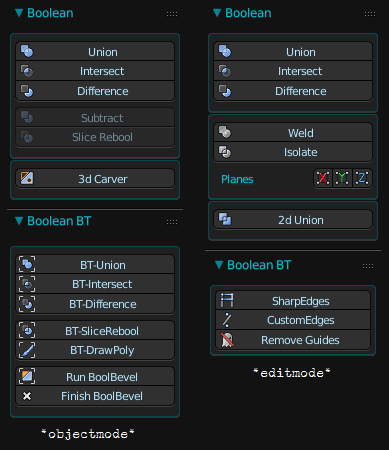 Boolean
Union
Intersect
Difference
Subtract
Slice Rebool
3d Carver
Boolean BT
BT-Union
BT-Intersect
BT-Difference
BT-SliceRebool
BT-DrawPoly
Run BoolBevel
Finish BoolBevel
*objectmode*
Boolean
Union
Intersect
Difference
Weld
Isolate
Planes X Y Z
2d Union
Boolean BT
SharpEdges
CustomEdges
Remove Guides
*editmode*